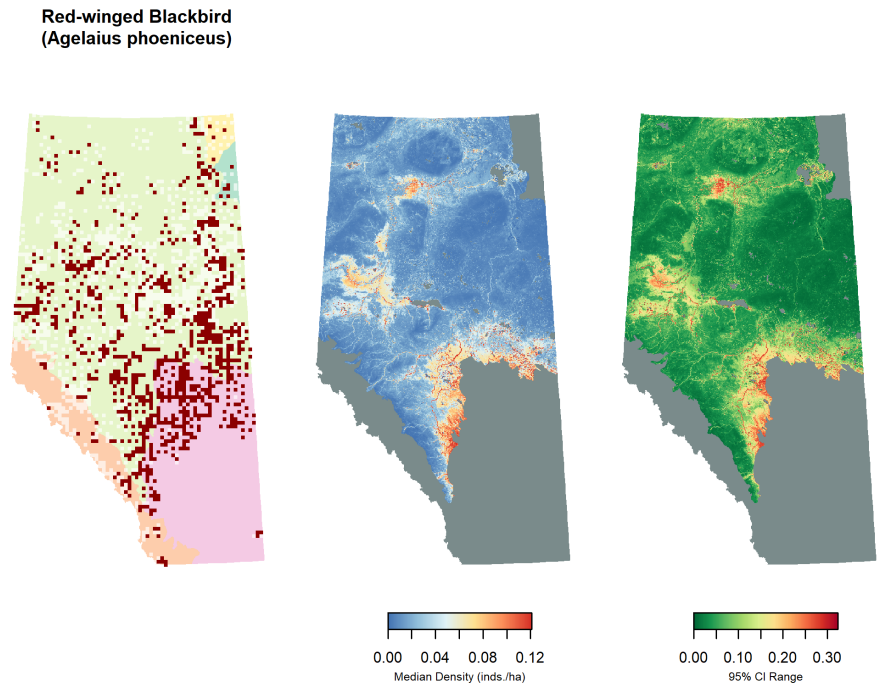 Red-winged Blackbird
(Agelaius phoeniceus)
0.00 0.04 0.08 0.12
Median Density (inds./ha)
0.00 0.10 0.20 0.30
95% CI Range